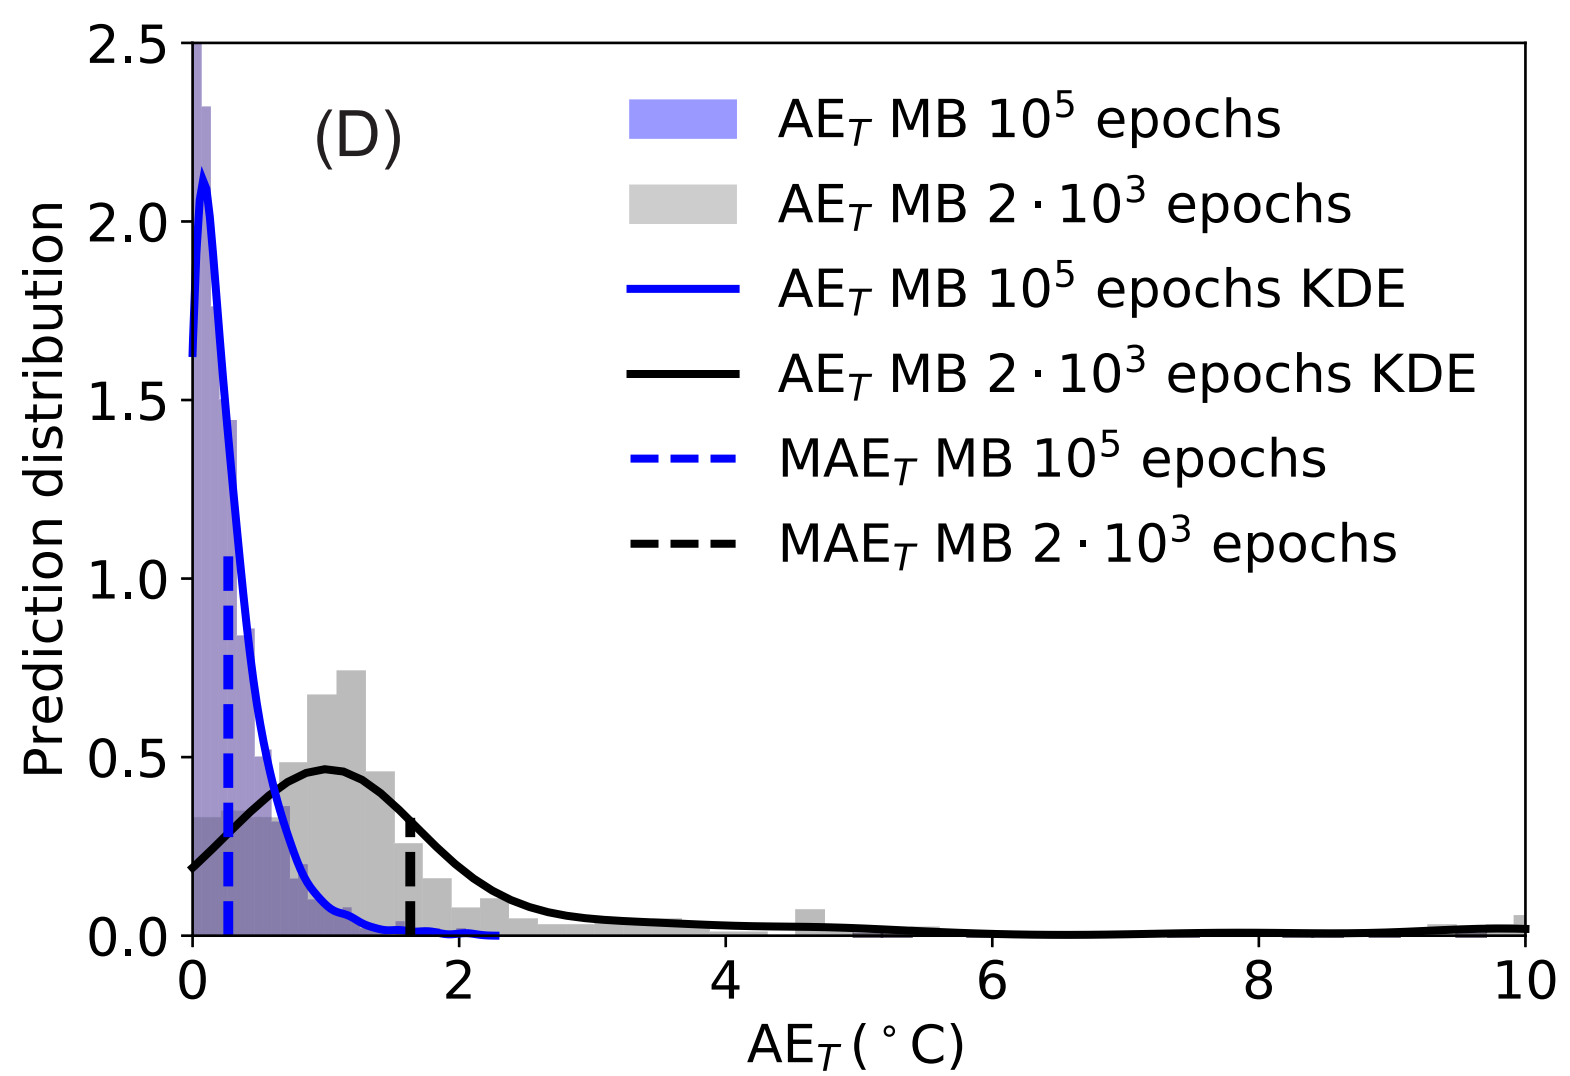 (D)
AE_T MB 10^5 epochs
AE_T MB 2·10^3 epochs
AE_T MB 10^5 epochs KDE
AE_T MB 2·10^3 epochs KDE
MAE_T MB 10^5 epochs
MAE_T MB 2·10^3 epochs
Prediction distribution
2.5
2.0
1.5
1.0
0.5
0.0
0 2 4 6 8 10
AE_T (°C)